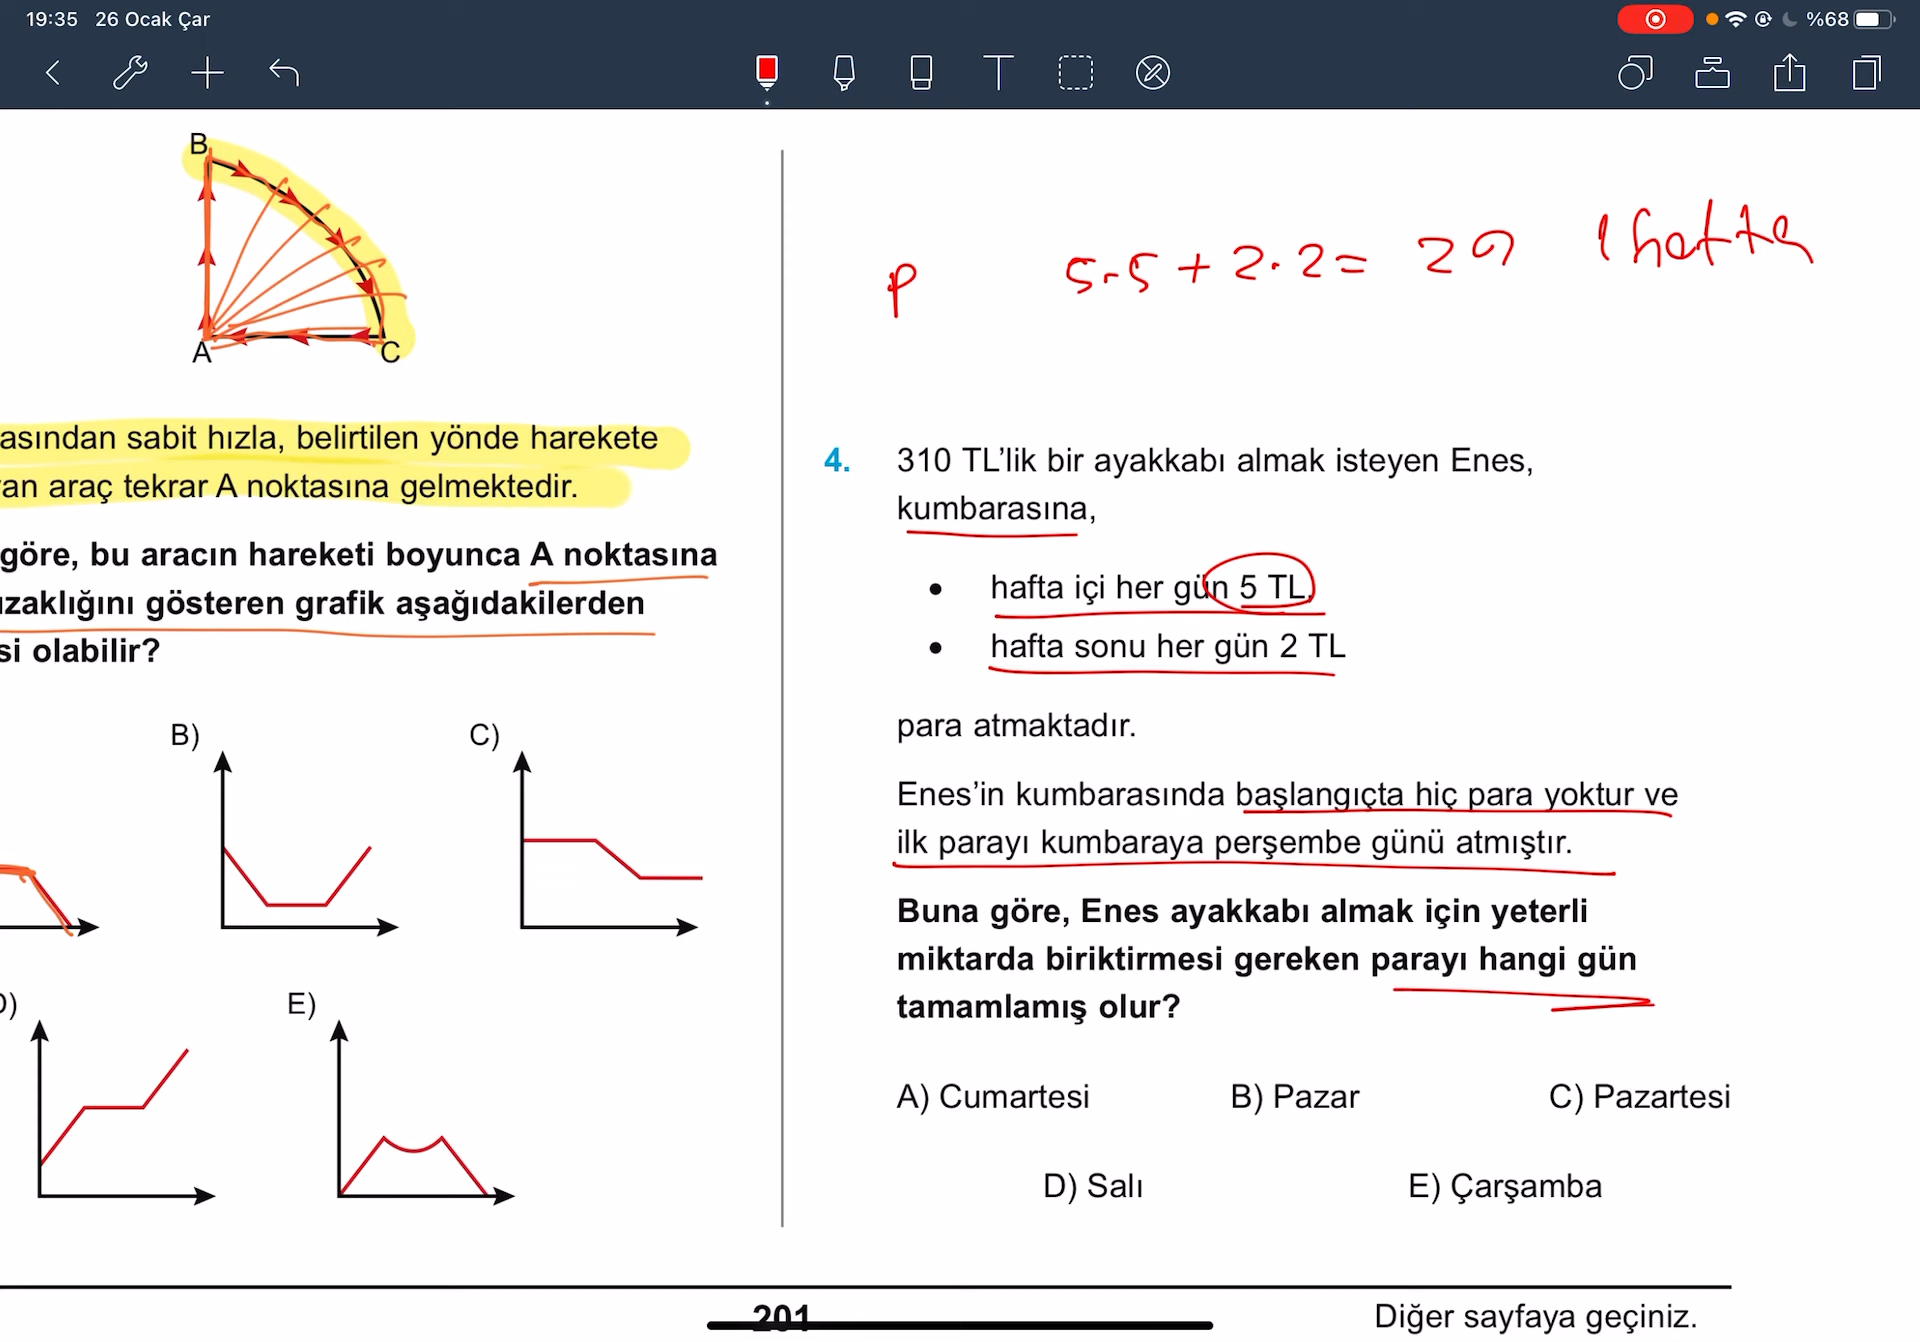 19:35 26 Ocak Çar
%68
B
A
C
asından sabit hızla, belirtilen yönde harekete
an araç tekrar A noktasına gelmektedir.
göre, bu aracın hareketi boyunca A noktasına
uzaklığını gösteren grafik aşağıdakilerden
si olabilir?
B)
C)
D)
E)
P 5.5 + 2.2 = 29 1 hafta
4. 310 TL'lik bir ayakkabı almak isteyen Enes,
kumbarasına,
• hafta içi her gün 5 TL,
• hafta sonu her gün 2 TL
para atmaktadır.
Enes'in kumbarasında başlangıçta hiç para yoktur ve
ilk parayı kumbaraya perşembe günü atmıştır.
Buna göre, Enes ayakkabı almak için yeterli
miktarda biriktirmesi gereken parayı hangi gün
tamamlamış olur?
A) Cumartesi B) Pazar C) Pazartesi
D) Salı E) Çarşamba
201
Diğer sayfaya geçiniz.